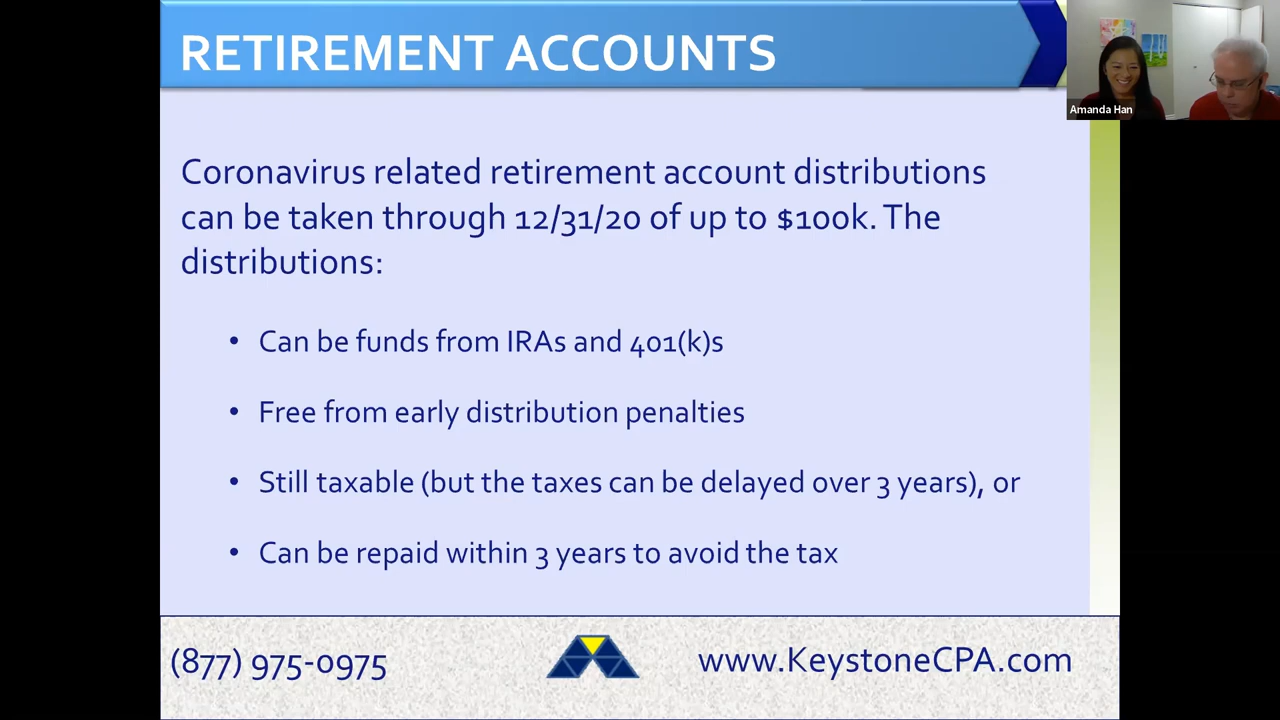 RETIREMENT ACCOUNTS
Amanda Han
Coronavirus related retirement account distributions
can be taken through 12/31/20 of up to $100k. The
distributions:
• Can be funds from IRAs and 401(k)s
• Free from early distribution penalties
• Still taxable (but the taxes can be delayed over 3 years), or
• Can be repaid within 3 years to avoid the tax
(877) 975-0975
www.KeystoneCPA.com